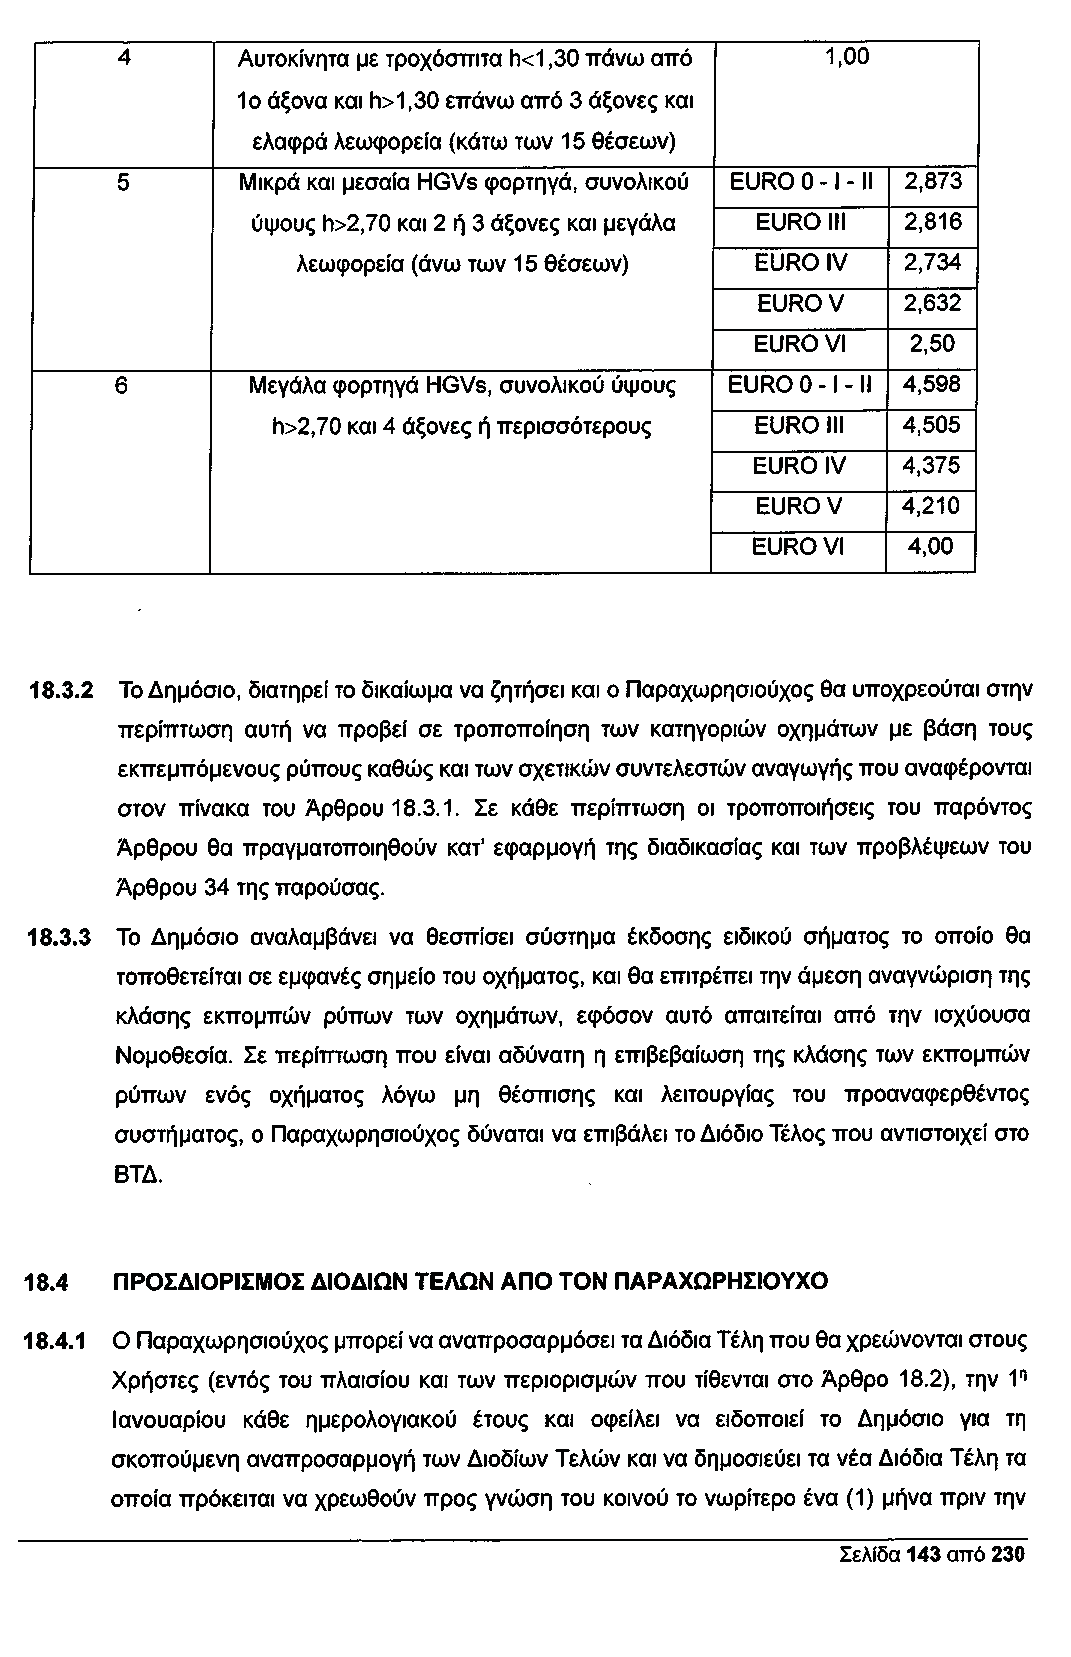 4 Αυτοκίνητα με τροχόσπιτα h<1,30 πάνω από 1,00
1ο άξονα και h>1,30 επάνω από 3 άξονες και
ελαφρά λεωφορεία (κάτω των 15 θέσεων)
5 Μικρά και μεσαία HGVs φορτηγά, συνολικού EURO 0 - I - II 2,873
ύψους h>2,70 και 2 ή 3 άξονες και μεγάλα EURO III 2,816
λεωφορεία (άνω των 15 θέσεων) EURO IV 2,734
EURO V 2,632
EURO VI 2,50
6 Μεγάλα φορτηγά HGVs, συνολικού ύψους EURO 0 - I - II 4,598
h>2,70 και 4 άξονες ή περισσότερους EURO III 4,505
EURO IV 4,375
EURO V 4,210
EURO VI 4,00
18.3.2 Το Δημόσιο, διατηρεί το δικαίωμα να ζητήσει και ο Παραχωρησιούχος θα υποχρεούται στην
περίπτωση αυτή να προβεί σε τροποποίηση των κατηγοριών οχημάτων με βάση τους
εκπεμπόμενους ρύπους καθώς και των σχετικών συντελεστών αναγωγής που αναφέρονται
στον πίνακα του Άρθρου 18.3.1. Σε κάθε περίπτωση οι τροποποιήσεις του παρόντος
Άρθρου θα πραγματοποιηθούν κατ' εφαρμογή της διαδικασίας και των προβλέψεων του
Άρθρου 34 της παρούσας.
18.3.3 Το Δημόσιο αναλαμβάνει να θεσπίσει σύστημα έκδοσης ειδικού σήματος το οποίο θα
τοποθετείται σε εμφανές σημείο του οχήματος, και θα επιτρέπει την άμεση αναγνώριση της
κλάσης εκπομπών ρύπων των οχημάτων, εφόσον αυτό απαιτείται από την ισχύουσα
Νομοθεσία. Σε περίπτωση που είναι αδύνατη η επιβεβαίωση της κλάσης των εκπομπών
ρύπων ενός οχήματος λόγω μη θέσπισης και λειτουργίας του προαναφερθέντος
συστήματος, ο Παραχωρησιούχος δύναται να επιβάλει το Διόδιο Τέλος που αντιστοιχεί στο
ΒΤΔ.
18.4 ΠΡΟΣΔΙΟΡΙΣΜΟΣ ΔΙΟΔΙΩΝ ΤΕΛΩΝ ΑΠΟ ΤΟΝ ΠΑΡΑΧΩΡΗΣΙΟΥΧΟ
18.4.1 Ο Παραχωρησιούχος μπορεί να αναπροσαρμόσει τα Διόδια Τέλη που θα χρεώνονται στους
Χρήστες (εντός του πλαισίου και των περιορισμών που τίθενται στο Άρθρο 18.2), την 1η
Ιανουαρίου κάθε ημερολογιακού έτους και οφείλει να ειδοποιεί το Δημόσιο για τη
σκοπούμενη αναπροσαρμογή των Διοδίων Τελών και να δημοσιεύει τα νέα Διόδια Τέλη τα
οποία πρόκειται να χρεωθούν προς γνώση του κοινού το νωρίτερο ένα (1) μήνα πριν την
Σελίδα 143 από 230